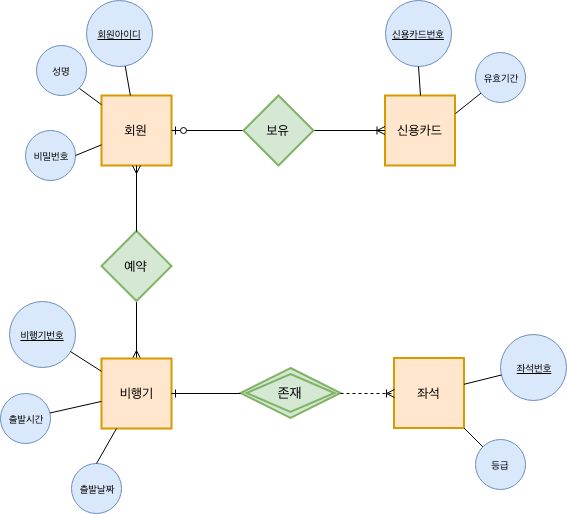 회원아이디
신용카드번호
성명
유효기간
회원
보유
신용카드
비밀번호
예약
비행기번호
좌석번호
비행기
존재
좌석
출발시간
등급
출발날짜